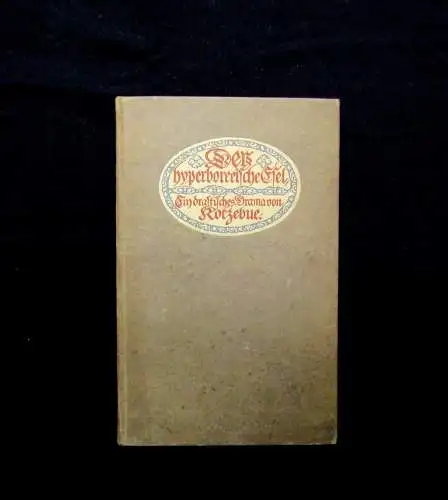 Der
hyperboreische Esel.
Ein drastisches Drama von
Kotzebue.